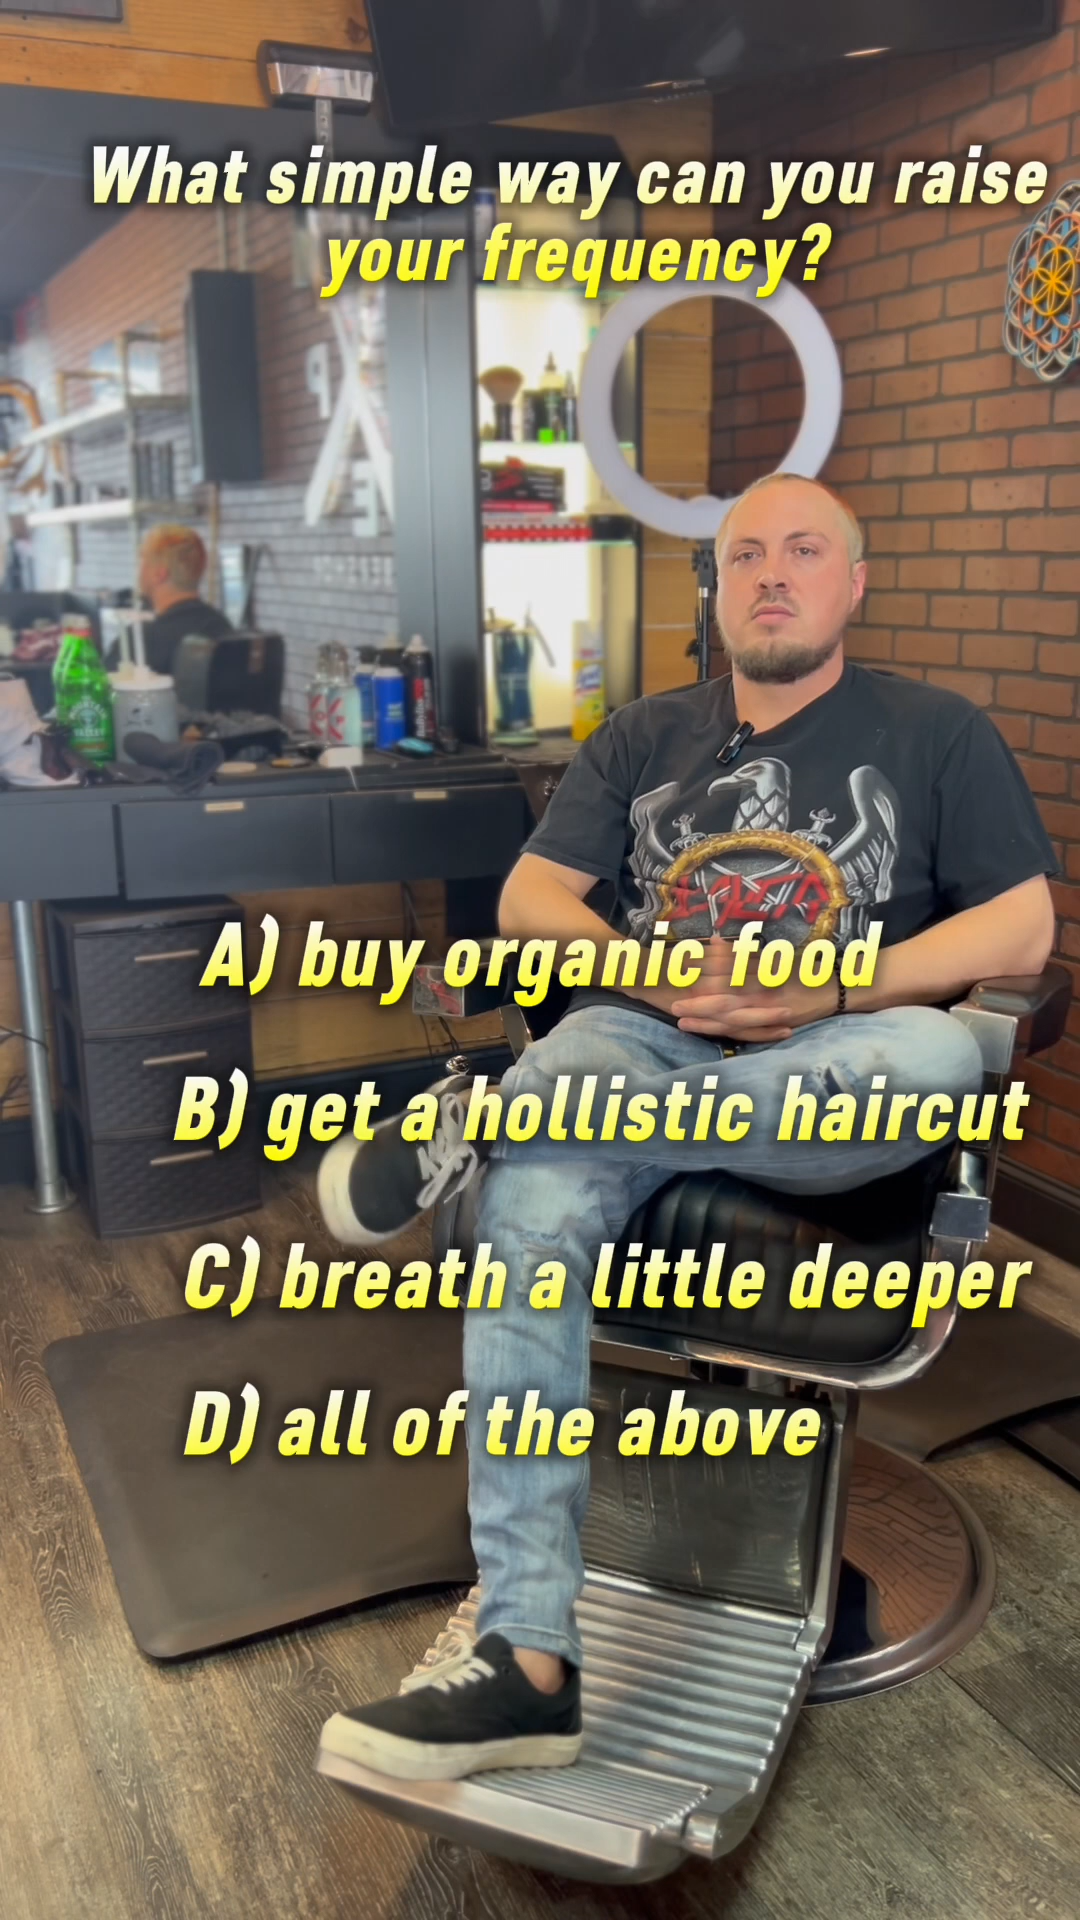 What simple way can you raise
your frequency?
SLAYER
A) buy organic food
B) get a hollistic haircut
C) breath a little deeper
D) all of the above